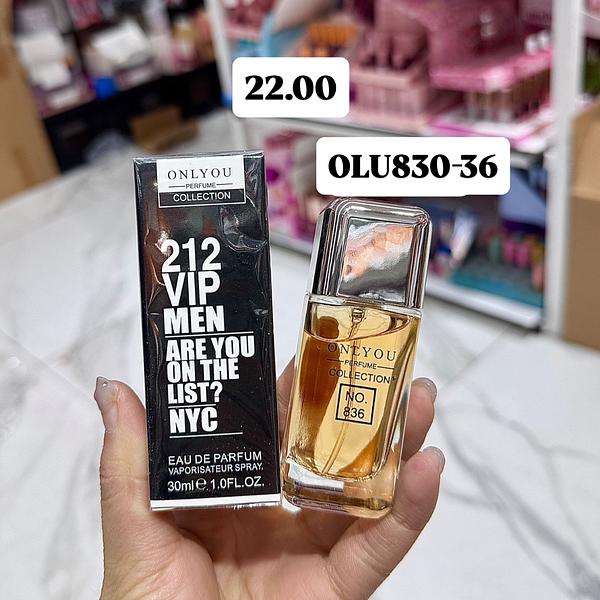 22.00
OLU830-36
ONLYOU
PERFUME
COLLECTION
212
VIP
MEN
ARE YOU
ON THE
LIST?
NYC
EAU DE PARFUM
VAPORISATEUR SPRAY.
30ml ℮ 1.0FL.OZ.
ONLYOU
PERFUME
COLLECTION
NO.
836